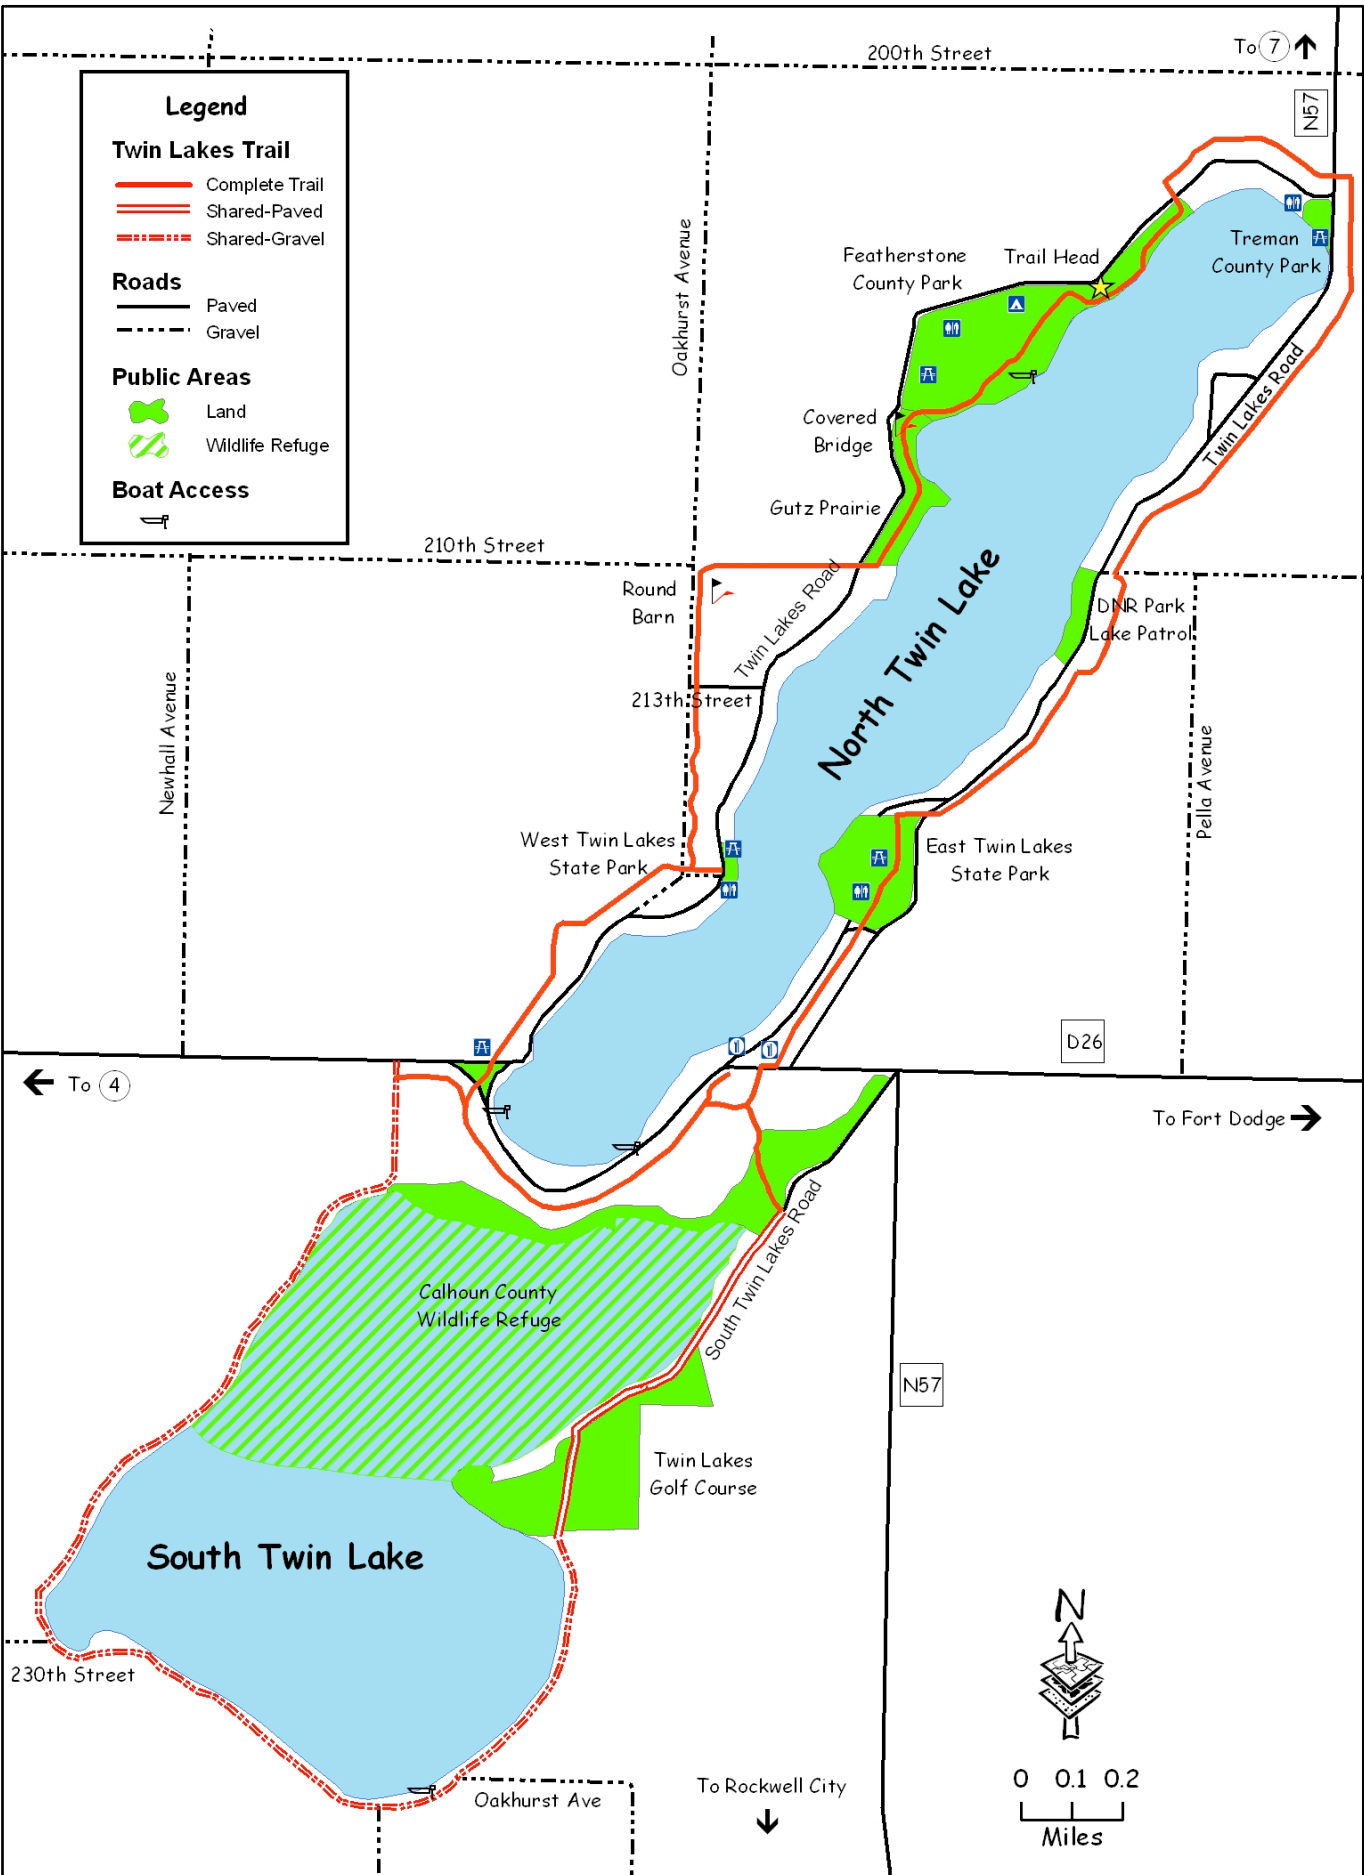 200th Street
To 7
N57
Legend
Twin Lakes Trail
Complete Trail
Shared-Paved
Shared-Gravel
Roads
Paved
Gravel
Public Areas
Land
Wildlife Refuge
Boat Access
Oakhurst Avenue
Featherstone
County Park
Trail Head
Treman
County Park
Twin Lakes Road
Covered
Bridge
Gutz Prairie
210th Street
Round
Barn
Twin Lakes Road
North Twin Lake
DNR Park
Lake Patrol
213th Street
Newhall Avenue
Pella Avenue
West Twin Lakes
State Park
East Twin Lakes
State Park
D26
To 4
To Fort Dodge
South Twin Lakes Road
Calhoun County
Wildlife Refuge
N57
Twin Lakes
Golf Course
South Twin Lake
230th Street
N
Oakhurst Ave
To Rockwell City
0 0.1 0.2
Miles